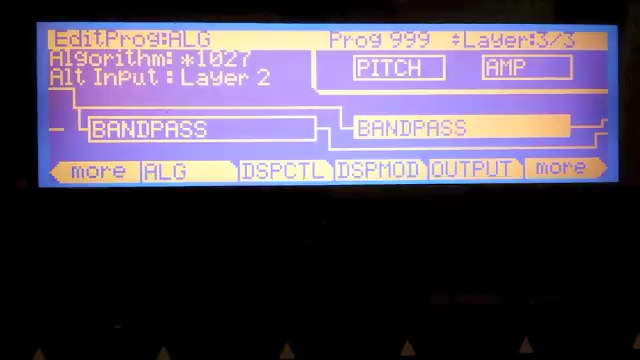 EditProg:ALG Prog 999 Layer:3/3
Algorithm: *1027
Alt Input : Layer 2
PITCH AMP
BANDPASS BANDPASS
more ALG DSPCTL DSPMOD OUTPUT more